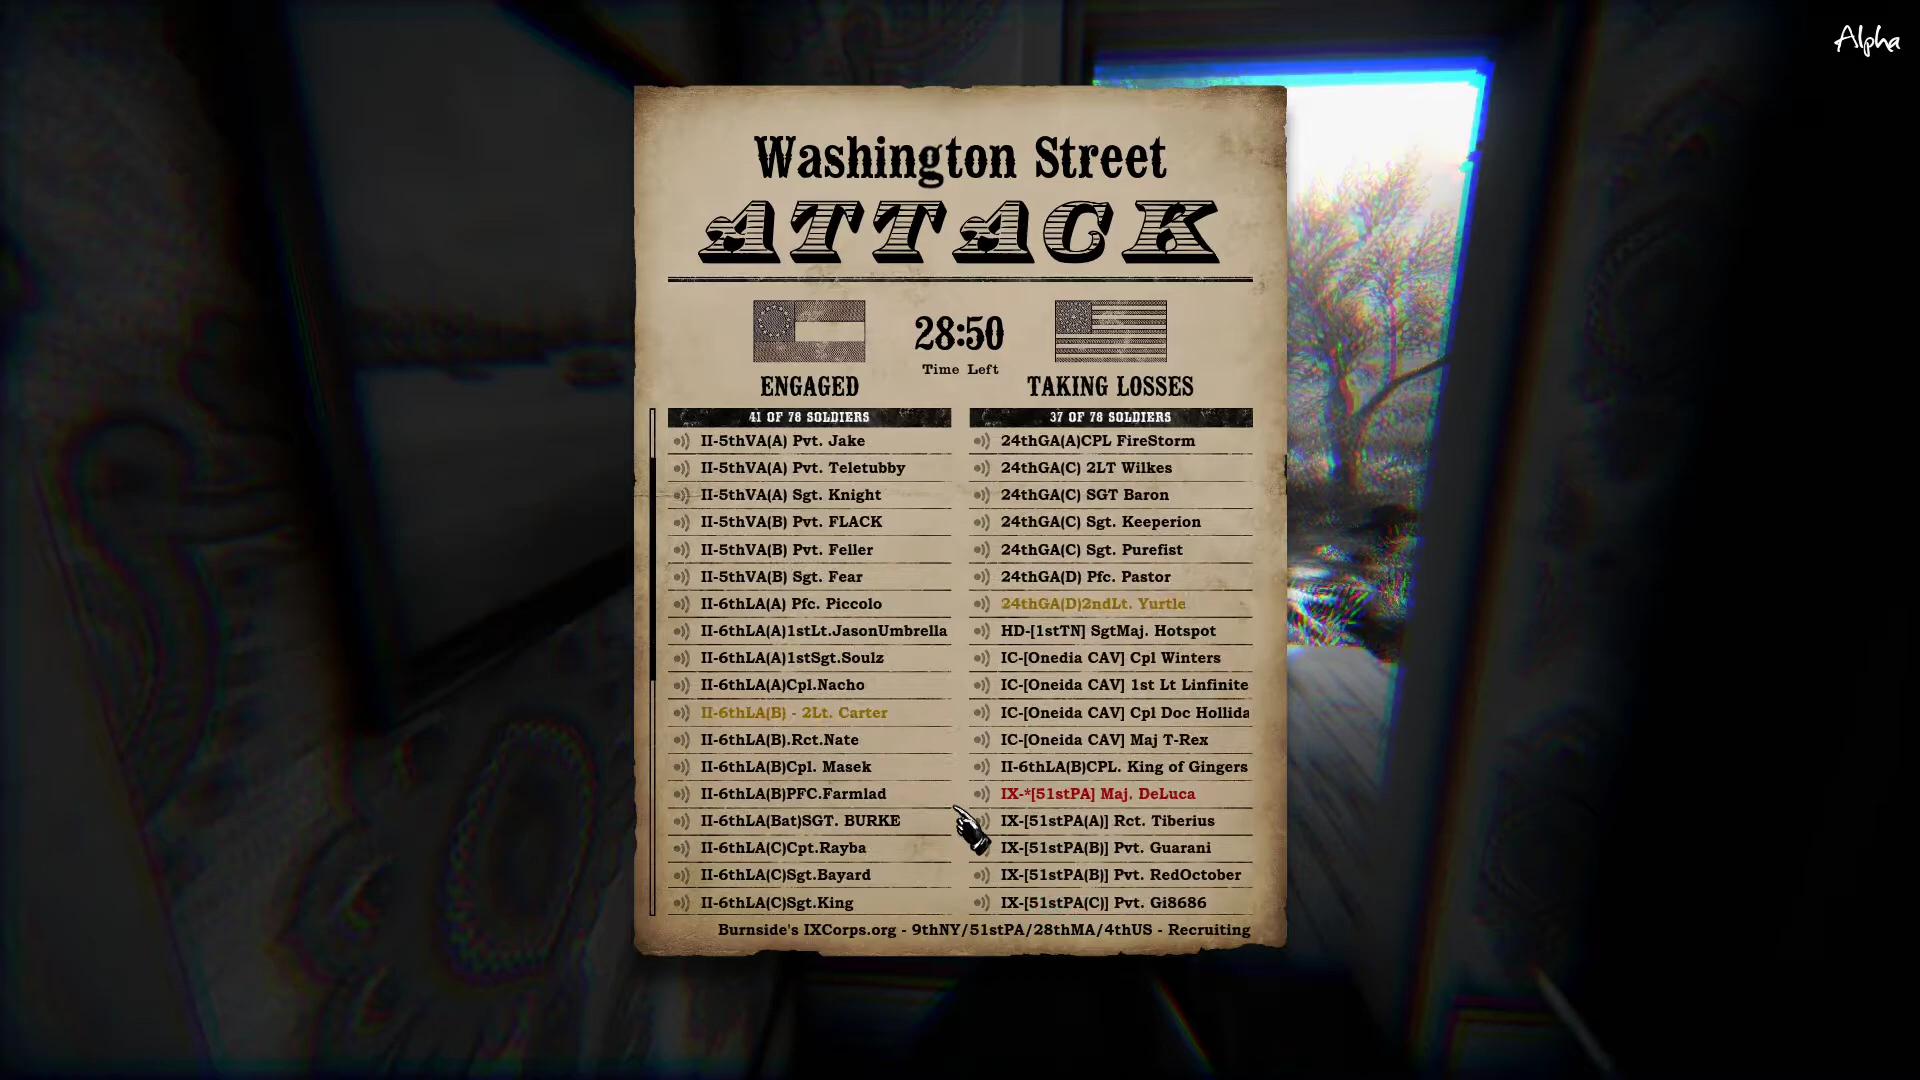 Alpha
Washington Street
ATTACK
28:50
Time Left
ENGAGED
TAKING LOSSES
41 OF 78 SOLDIERS
II-5thVA(A) Pvt. Jake
II-5thVA(A) Pvt. Teletubby
II-5thVA(A) Sgt. Knight
II-5thVA(B) Pvt. FLACK
II-5thVA(B) Pvt. Feller
II-5thVA(B) Sgt. Fear
II-6thLA(A) Pfc. Piccolo
II-6thLA(A)1stLt.JasonUmbrella
II-6thLA(A)1stSgt.Soulz
II-6thLA(A)Cpl.Nacho
II-6thLA(B) - 2Lt. Carter
II-6thLA(B).Rct.Nate
II-6thLA(B)Cpl. Masek
II-6thLA(B)PFC.Farmlad
II-6thLA(Bat)SGT. BURKE
II-6thLA(C)Cpt.Rayba
II-6thLA(C)Sgt.Bayard
II-6thLA(C)Sgt.King
37 OF 78 SOLDIERS
24thGA(A)CPL FireStorm
24thGA(C) 2LT Wilkes
24thGA(C) SGT Baron
24thGA(C) Sgt. Keeperion
24thGA(C) Sgt. Purefist
24thGA(D) Pfc. Pastor
24thGA(D)2ndLt. Yurtle
HD-[1stTN] SgtMaj. Hotspot
IC-[Onedia CAV] Cpl Winters
IC-[Oneida CAV] 1st Lt Linfinite
IC-[Oneida CAV] Cpl Doc Hollida
IC-[Oneida CAV] Maj T-Rex
II-6thLA(B)CPL. King of Gingers
IX-*[51stPA] Maj. DeLuca
IX-[51stPA(A)] Rct. Tiberius
IX-[51stPA(B)] Pvt. Guarani
IX-[51stPA(B)] Pvt. RedOctober
IX-[51stPA(C)] Pvt. Gi8686
Burnside's IXCorps.org - 9thNY/51stPA/28thMA/4thUS - Recruiting